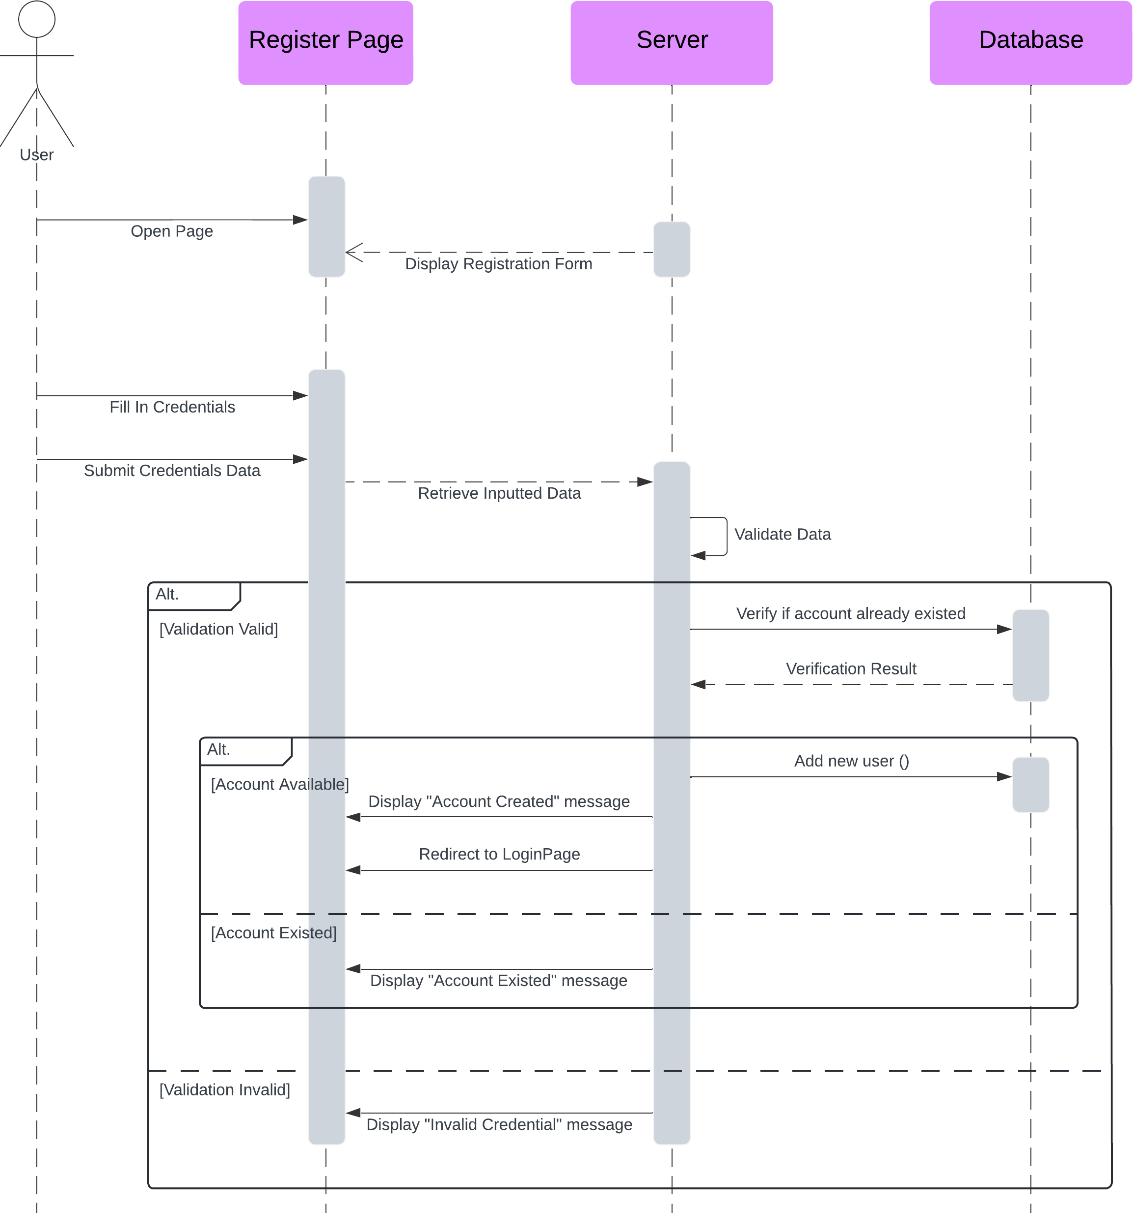 Register Page
Server
Database
User
Open Page
Display Registration Form
Fill In Credentials
Submit Credentials Data
Retrieve Inputted Data
Validate Data
Alt.
[Validation Valid]
Verify if account already existed
Verification Result
Alt.
Add new user ()
[Account Available]
Display "Account Created" message
Redirect to LoginPage
[Account Existed]
Display "Account Existed" message
[Validation Invalid]
Display "Invalid Credential" message